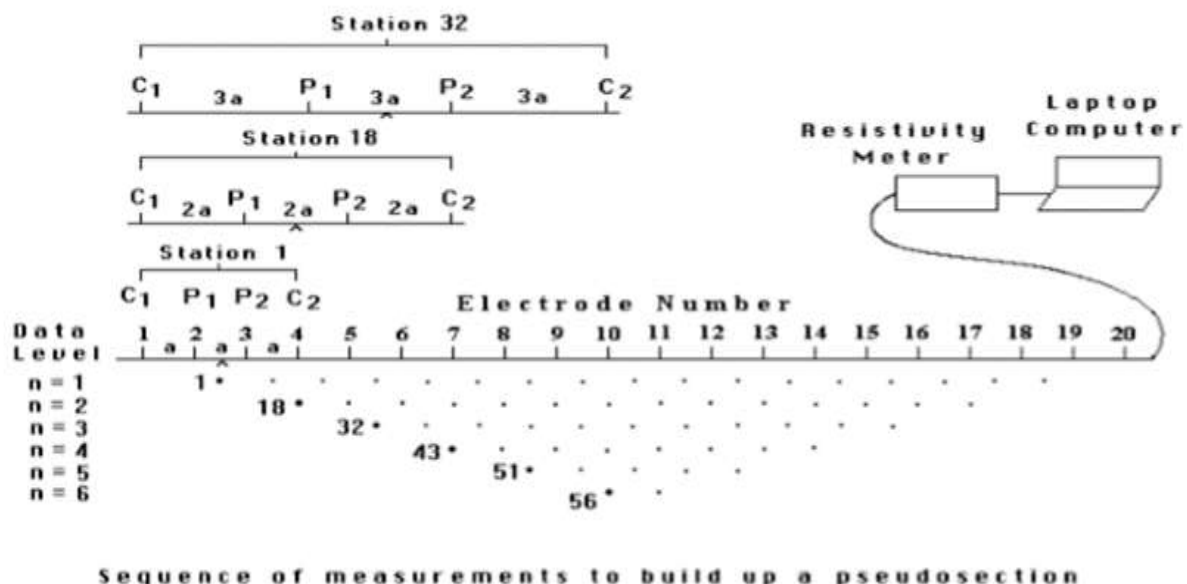 Station 32
C1 3a P1 3a P2 3a C2
Station 18
C1 2a P1 2a P2 2a C2
Laptop
Computer
Resistivity
Meter
Station 1
C1 P1 P2 C2
Electrode Number
Data
Level
1 2 3 4 5 6 7 8 9 10 11 12 13 14 15 16 17 18 19 20
a a a
n = 1 1
n = 2 18
n = 3 32
n = 4 43
n = 5 51
n = 6 56
Sequence of measurements to build up a pseudosection